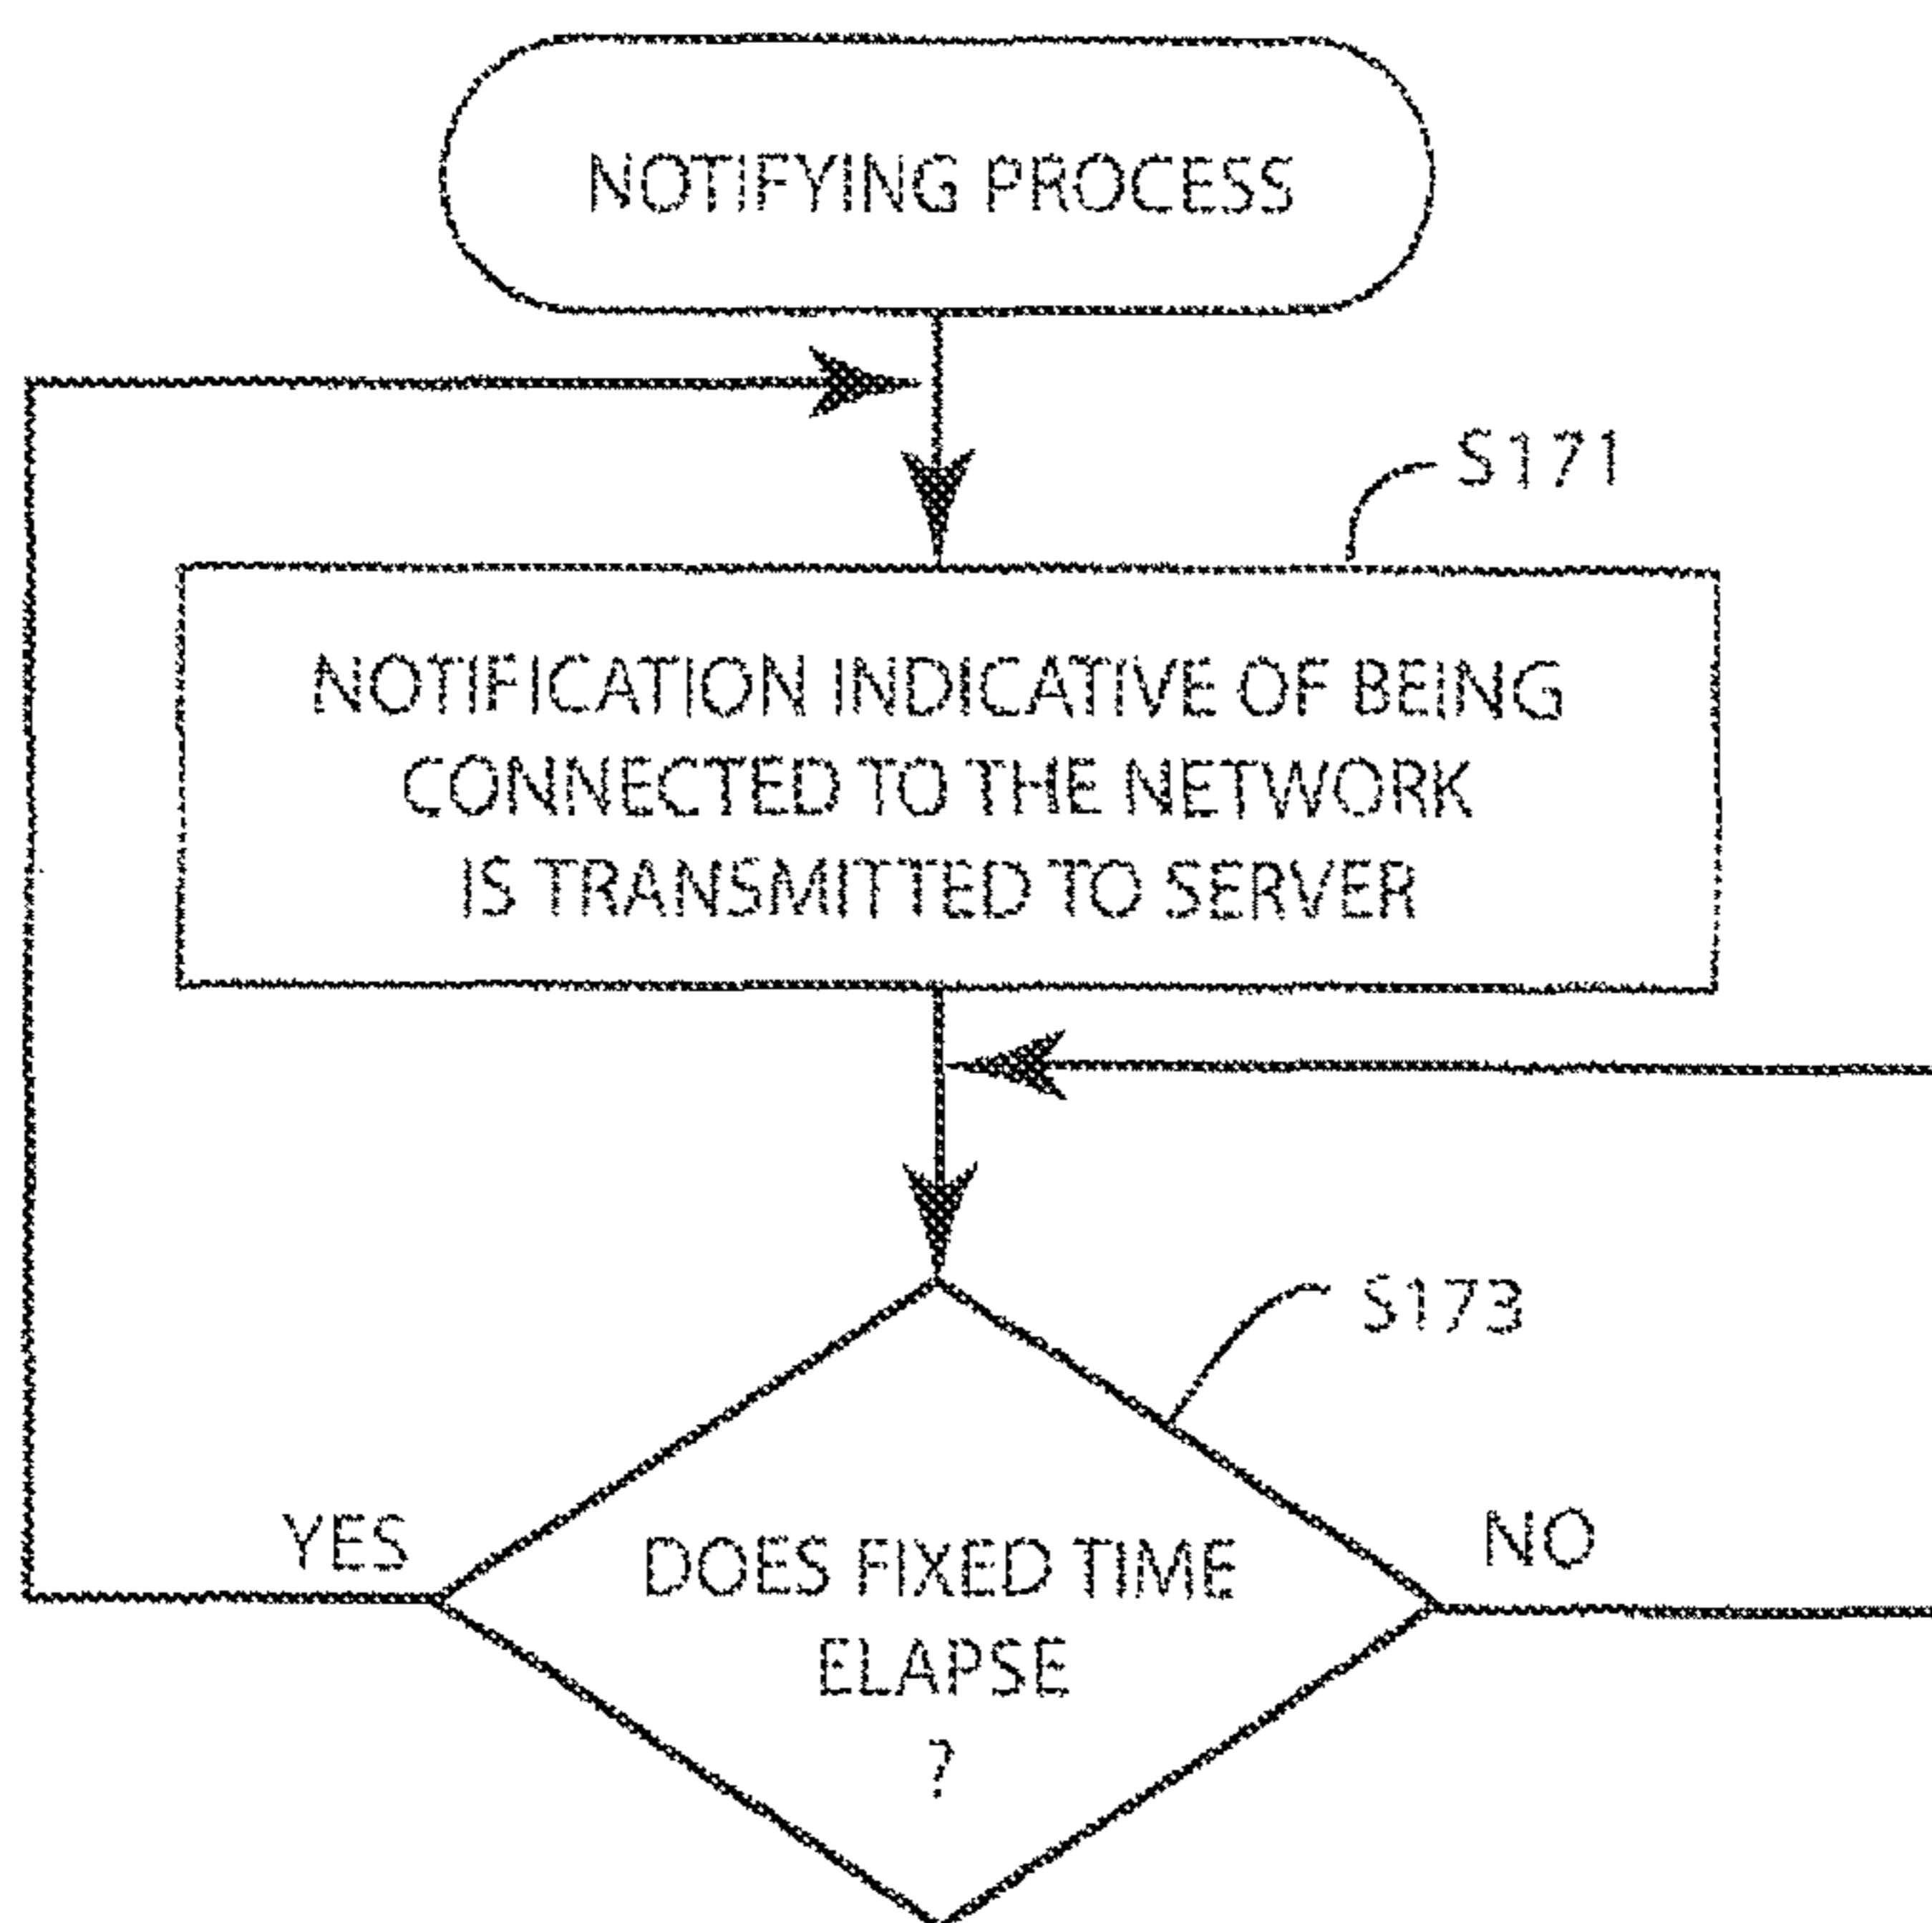 NOTIFYING PROCESS
S171
NOTIFICATION INDICATIVE OF BEING
CONNECTED TO THE NETWORK
IS TRANSMITTED TO SERVER
S173
YES
NO
DOES FIXED TIME
ELAPSE
?